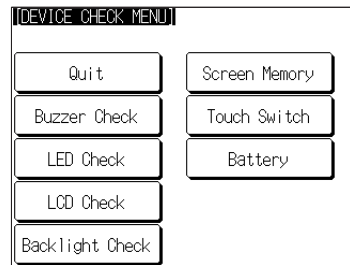 [DEVICE CHECK MENU]
Quit
Screen Memory
Buzzer Check
Touch Switch
LED Check
Battery
LCD Check
Backlight Check